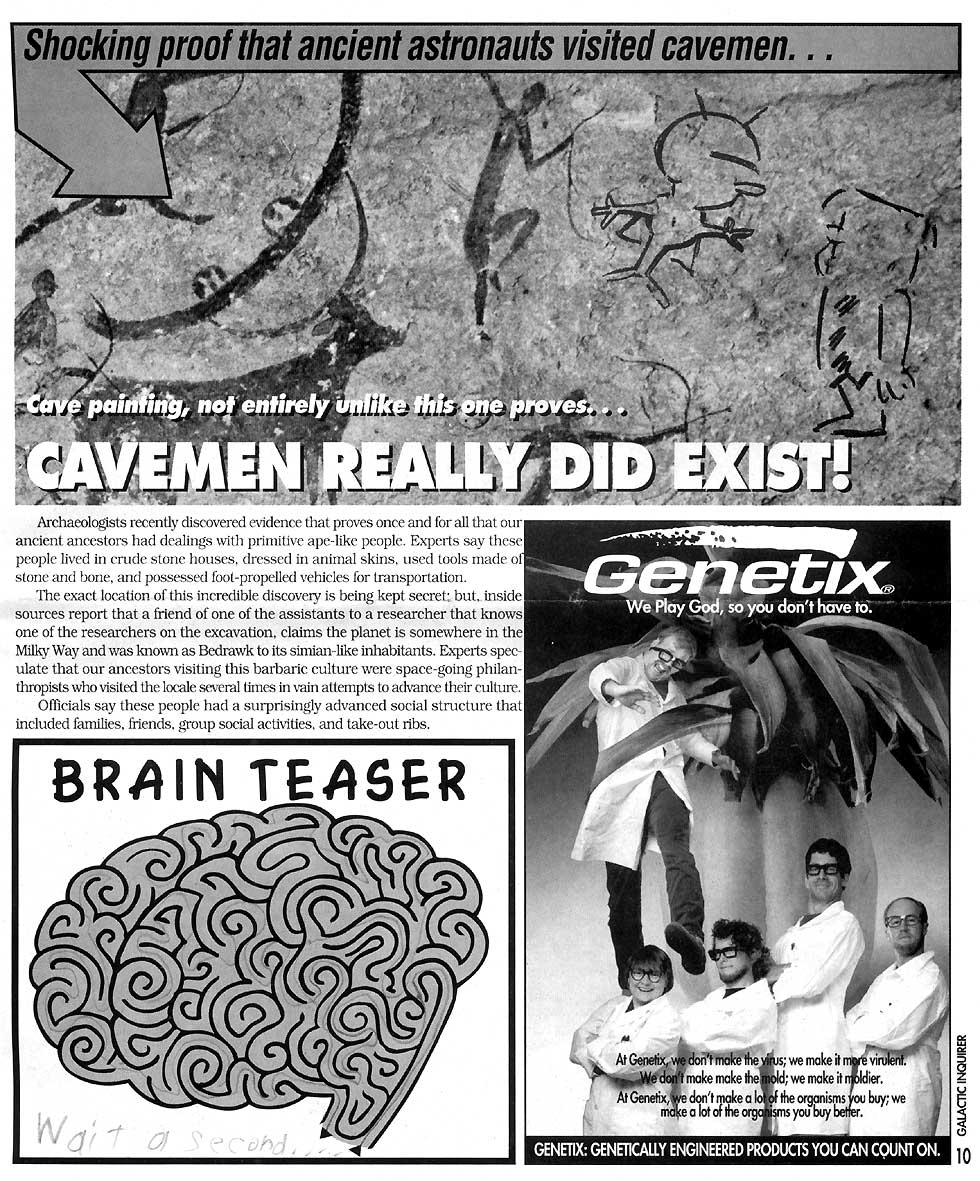 Shocking proof that ancient astronauts visited cavemen. . .
Cave painting, not entirely unlike this one proves. . .
CAVEMEN REALLY DID EXIST!
Archaeologists recently discovered evidence that proves once and for all that our
ancient ancestors had dealings with primitive ape-like people. Experts say these
people lived in crude stone houses, dressed in animal skins, used tools made of
stone and bone, and possessed foot-propelled vehicles for transportation.
The exact location of this incredible discovery is being kept secret; but, inside
sources report that a friend of one of the assistants to a researcher that knows
one of the researchers on the excavation, claims the planet is somewhere in the
Milky Way and was known as Bedrawk to its simian-like inhabitants. Experts spec-
ulate that our ancestors visiting this barbaric culture were space-going philan-
thropists who visited the locale several times in vain attempts to advance their culture.
Officials say these people had a surprisingly advanced social structure that
included families, friends, group social activities, and take-out ribs.
BRAIN TEASER
Wait a second....
Genetix®
We Play God, so you don't have to.
At Genetix, we don't make the virus; we make it more virulent.
We don't make make the mold; we make it moldier.
At Genetix, we don't make a lot of the organisms you buy; we
make a lot of the organisms you buy better.
GENETIX: GENETICALLY ENGINEERED PRODUCTS YOU CAN COUNT ON.
GALACTIC INQUIRER
10